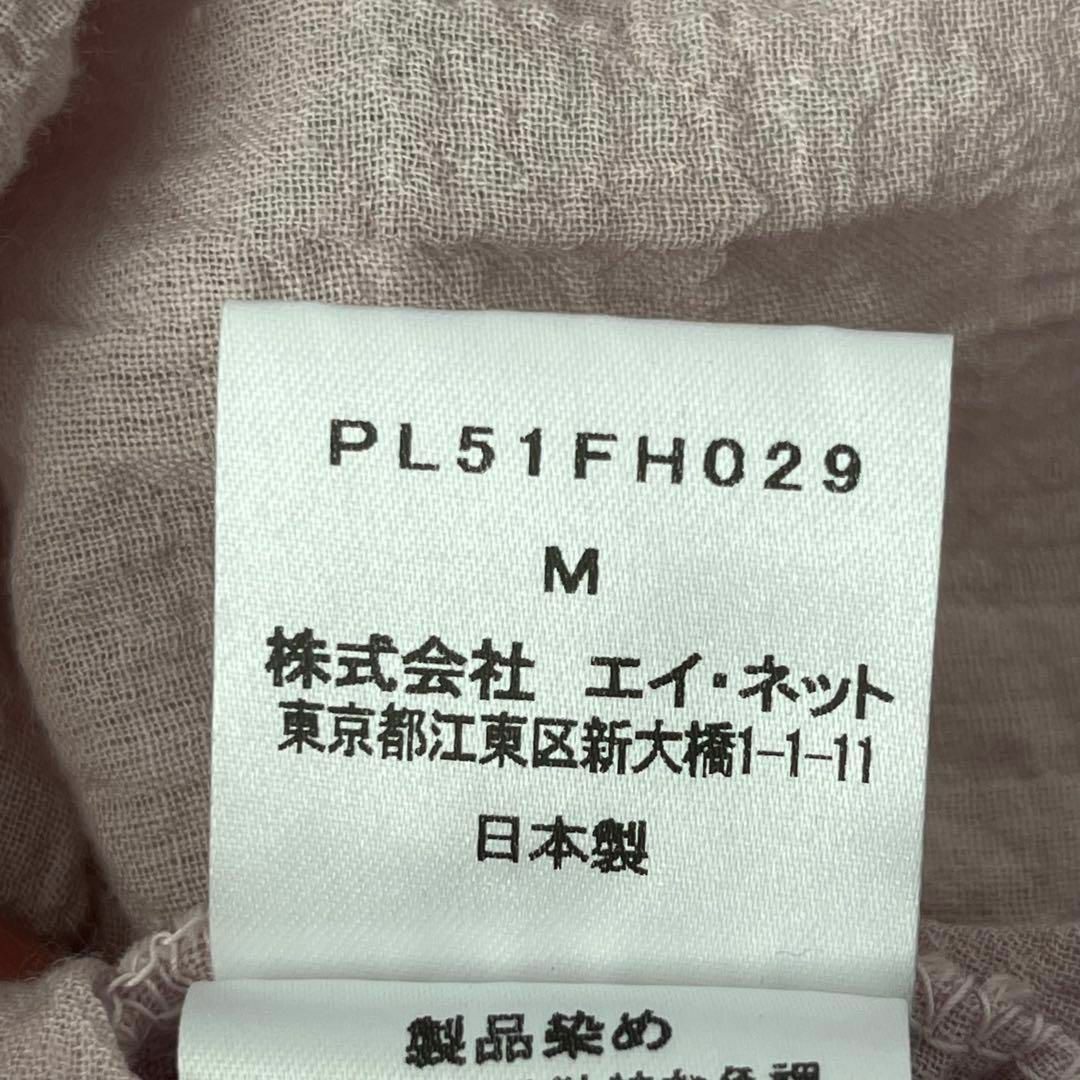 PL51FH029
M
株式会社 エイ・ネット
東京都江東区新大橋1-1-11
日本製
製品染め